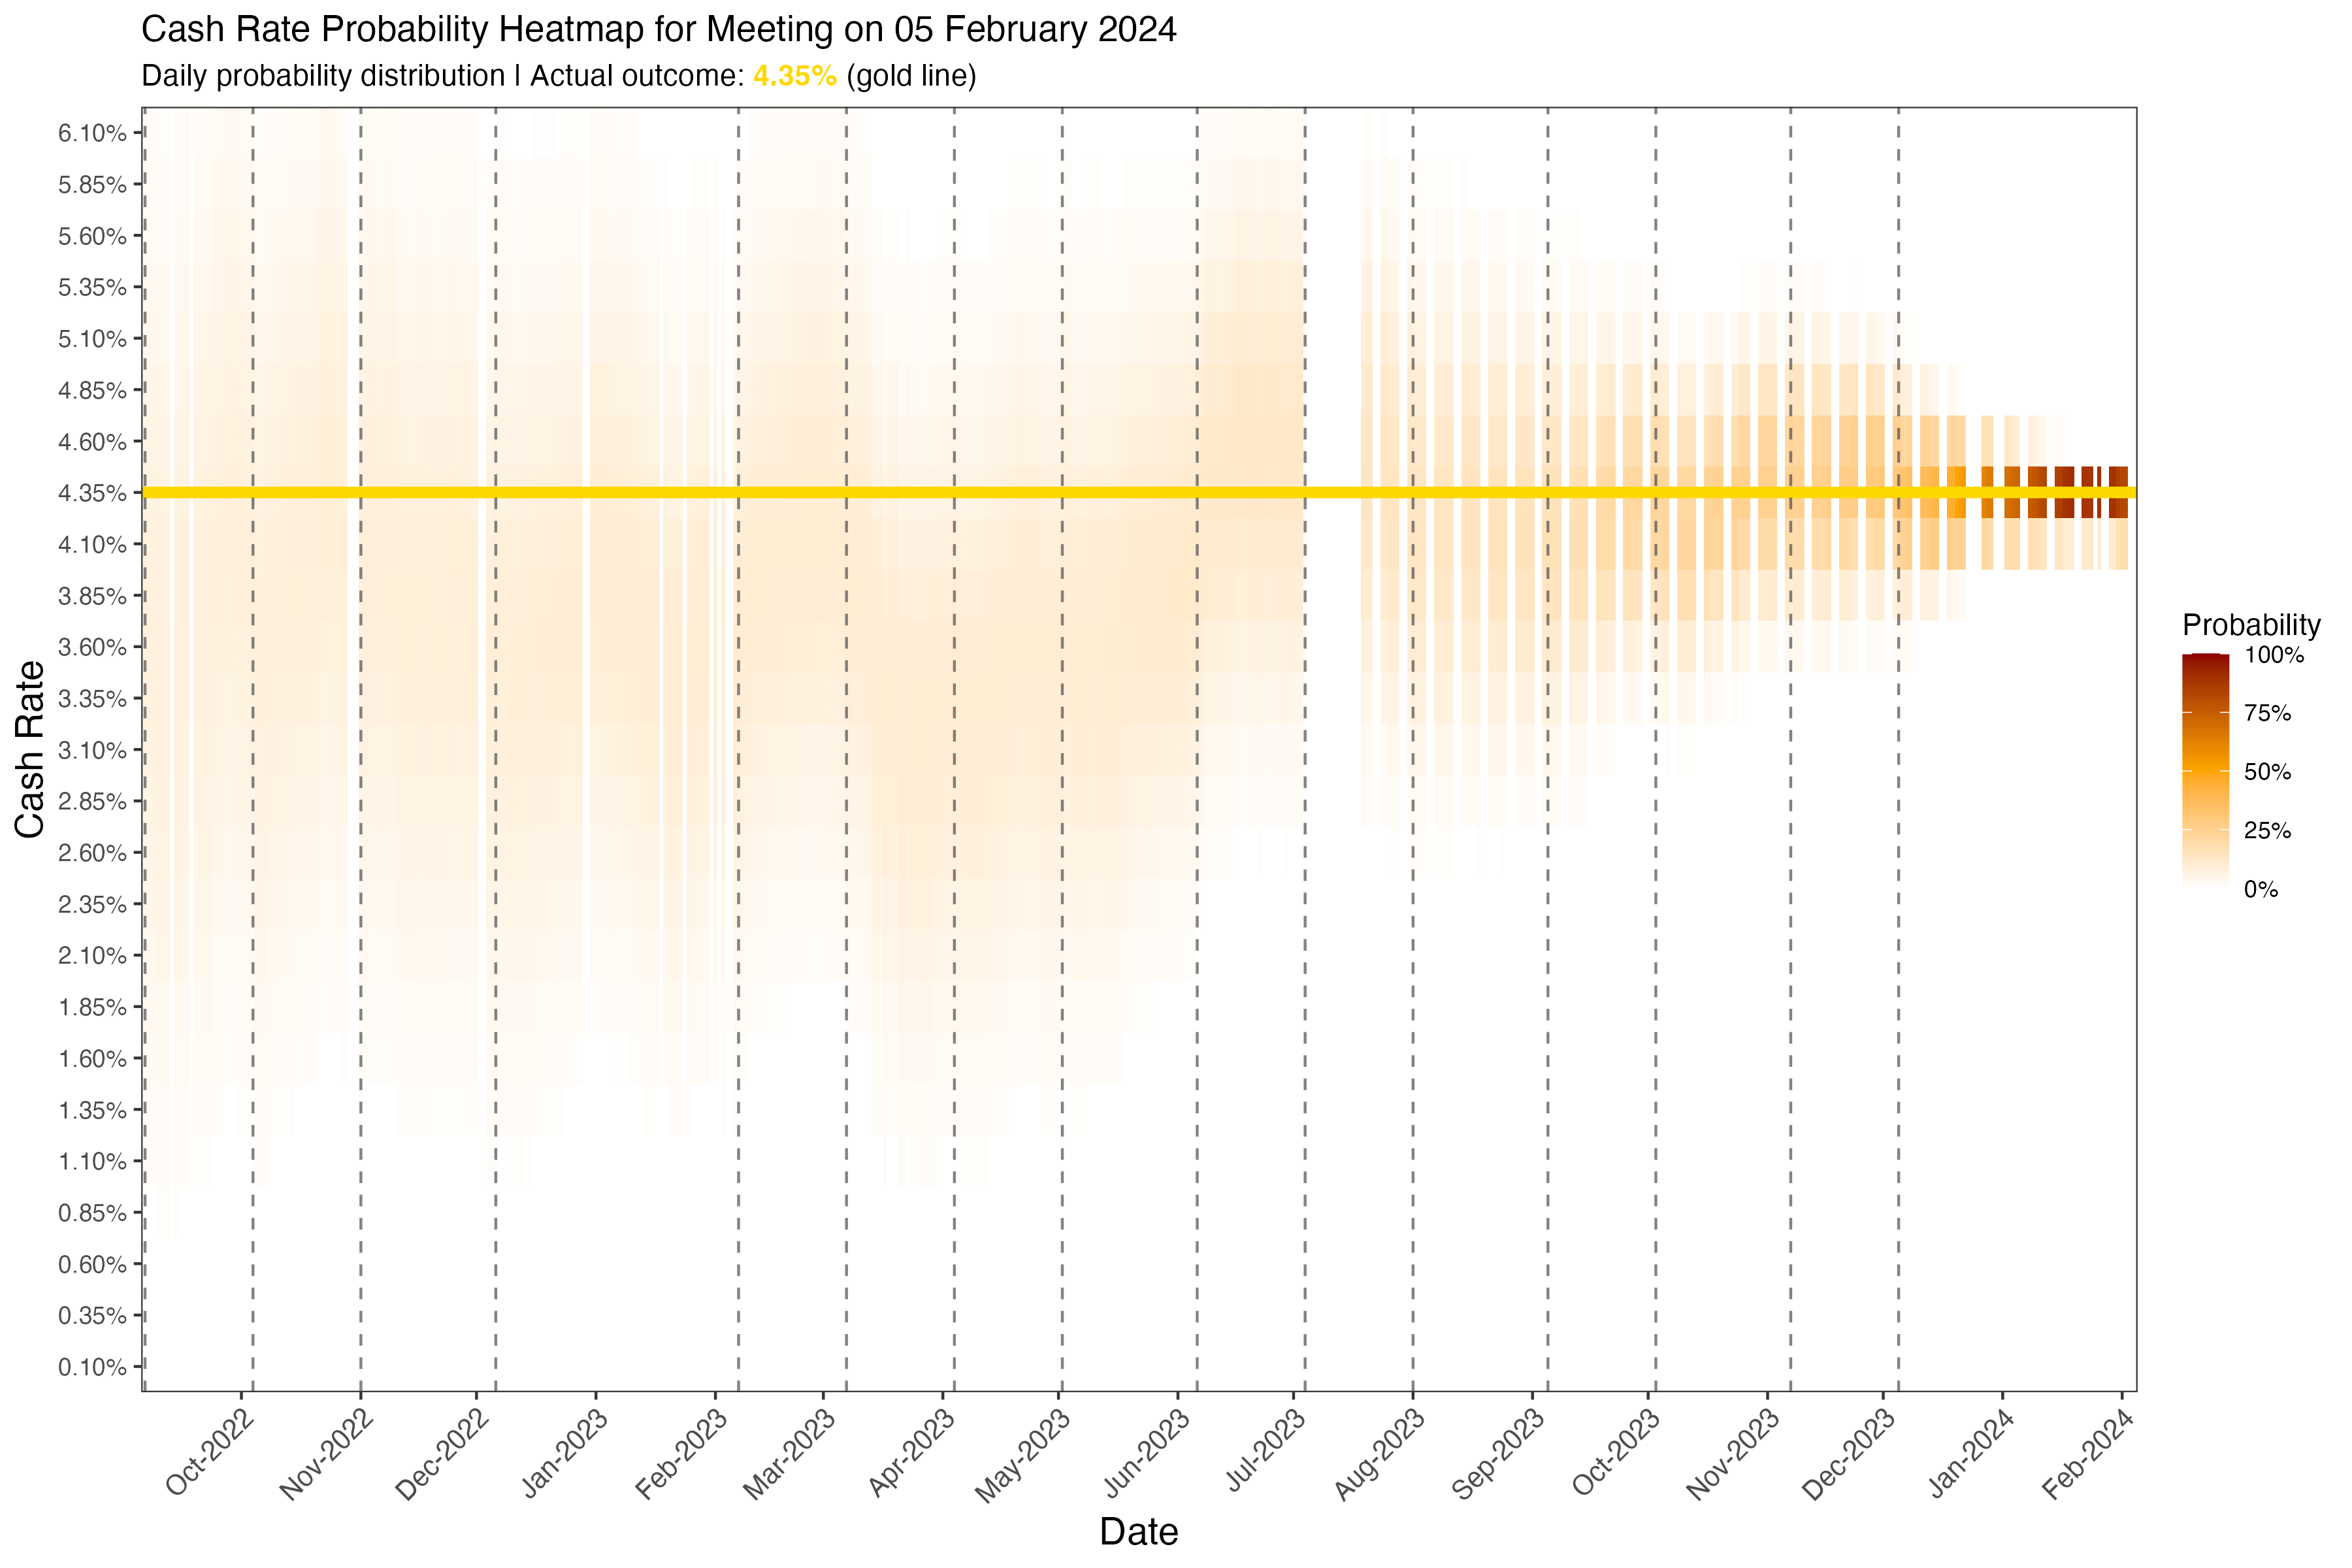 Cash Rate Probability Heatmap for Meeting on 05 February 2024
Daily probability distribution | Actual outcome: 4.35% (gold line)
6.10%
5.85%
5.60%
5.35%
5.10%
4.85%
4.60%
4.35%
4.10%
3.85%
3.60%
3.35%
3.10%
2.85%
2.60%
2.35%
2.10%
1.85%
1.60%
1.35%
1.10%
0.85%
0.60%
0.35%
0.10%
Cash Rate
Oct-2022
Nov-2022
Dec-2022
Jan-2023
Feb-2023
Mar-2023
Apr-2023
May-2023
Jun-2023
Jul-2023
Aug-2023
Sep-2023
Oct-2023
Nov-2023
Dec-2023
Jan-2024
Feb-2024
Date
Probability
100%
75%
50%
25%
0%